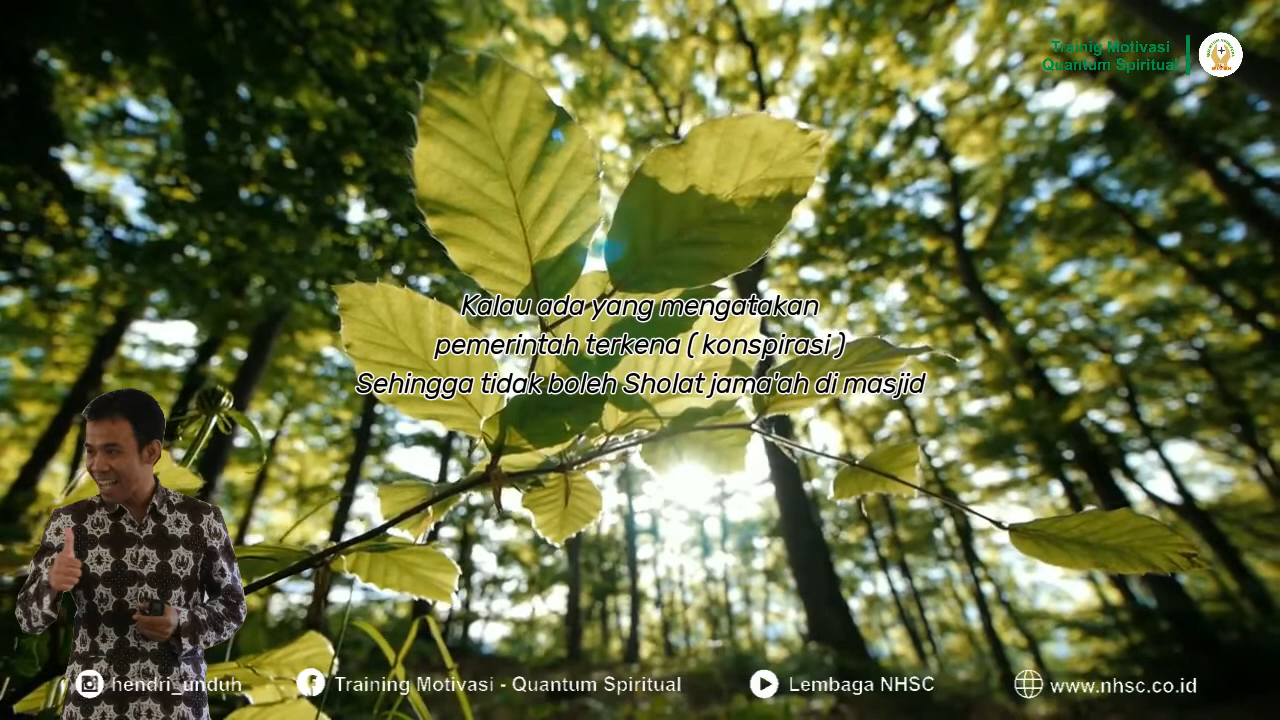 Trainig Motivasi
Quantum Spiritual
Kalau ada yang mengatakan
pemerintah terkena ( konspirasi )
Sehingga tidak boleh Sholat jama'ah di masjid
hendri_unduh
Training Motivasi - Quantum Spiritual
Lembaga NHSC
www.nhsc.co.id